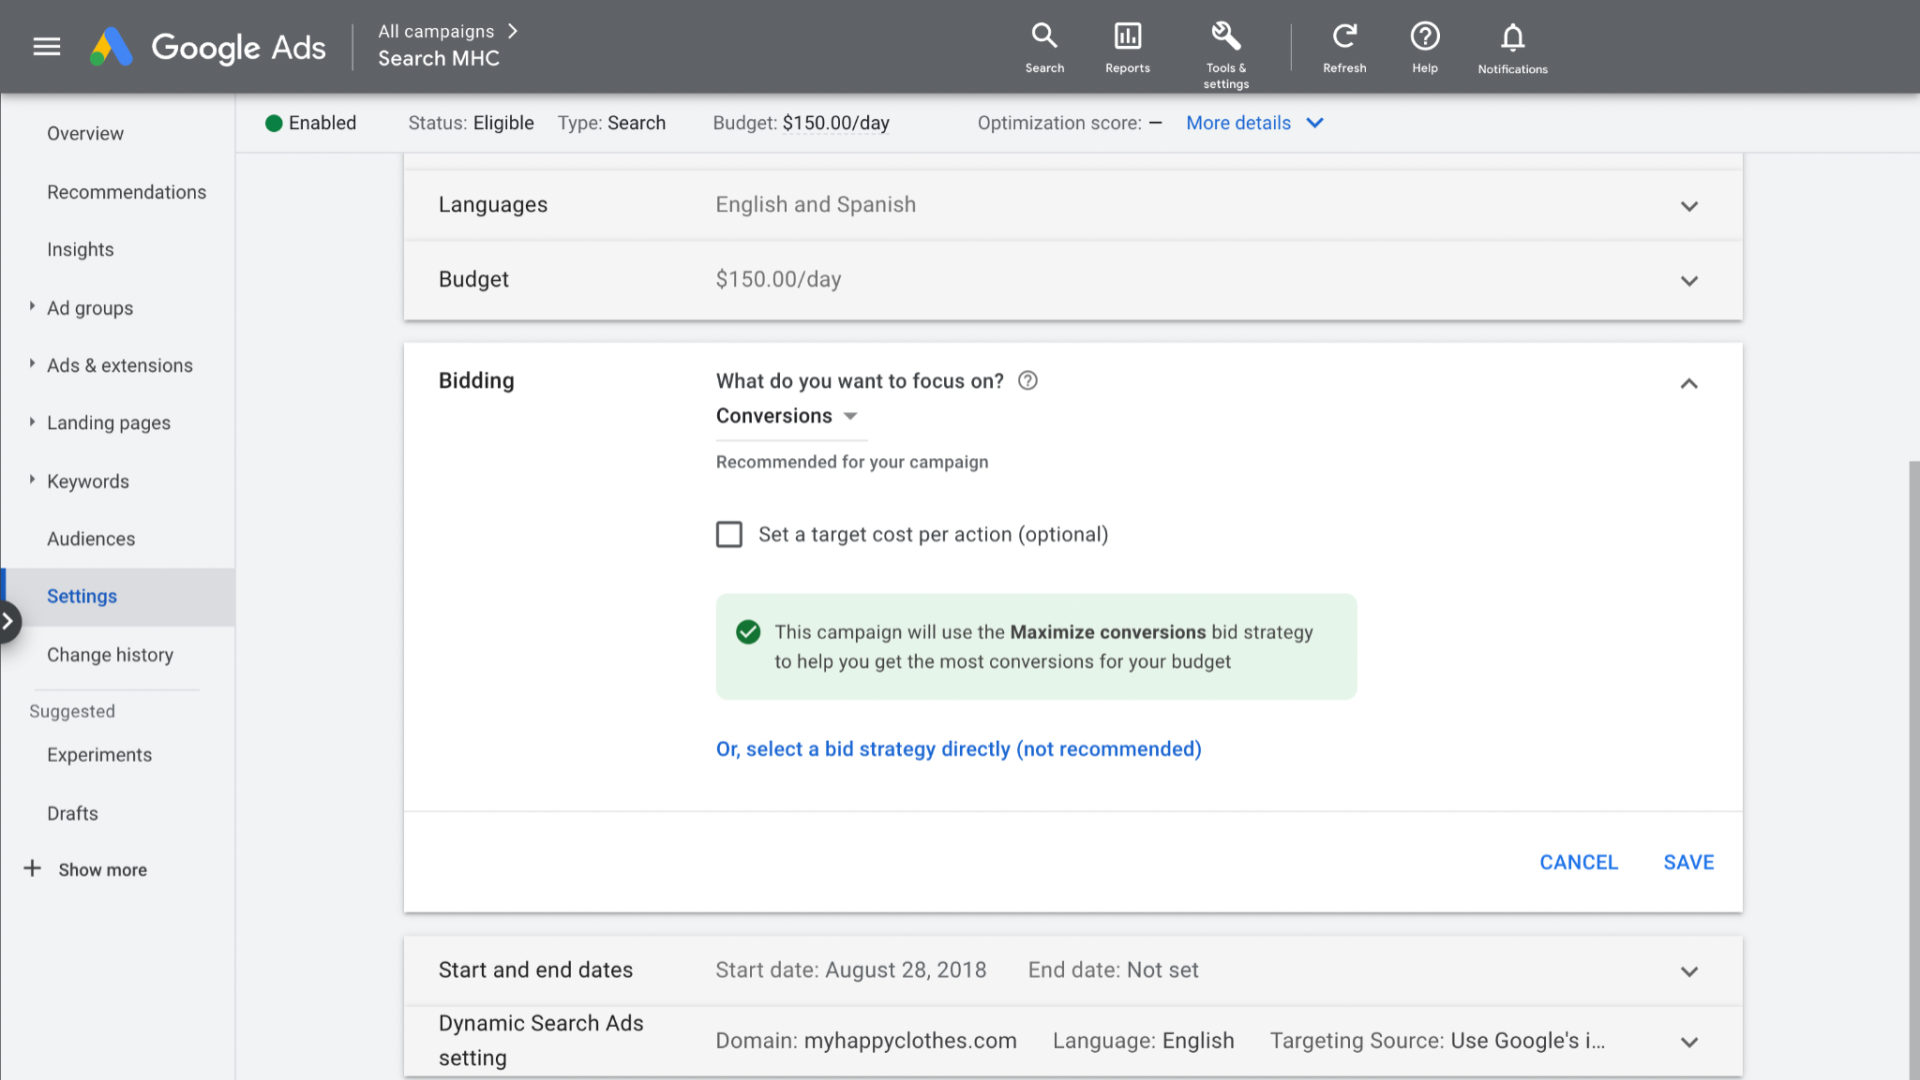 Google Ads
All campaigns
Search MHC
Search
Reports
Tools &
settings
Refresh
Help
Notifications
Overview
Recommendations
Insights
Ad groups
Ads & extensions
Landing pages
Keywords
Audiences
Settings
Change history
Suggested
Experiments
Drafts
Show more
Enabled
Status: Eligible
Type: Search
Budget: $150.00/day
Optimization score: —
More details
Languages
English and Spanish
Budget
$150.00/day
Bidding
What do you want to focus on?
Conversions
Recommended for your campaign
Set a target cost per action (optional)
This campaign will use the Maximize conversions bid strategy
to help you get the most conversions for your budget
Or, select a bid strategy directly (not recommended)
CANCEL
SAVE
Start and end dates
Start date: August 28, 2018
End date: Not set
Dynamic Search Ads
setting
Domain: myhappyclothes.com
Language: English
Targeting Source: Use Google's i...